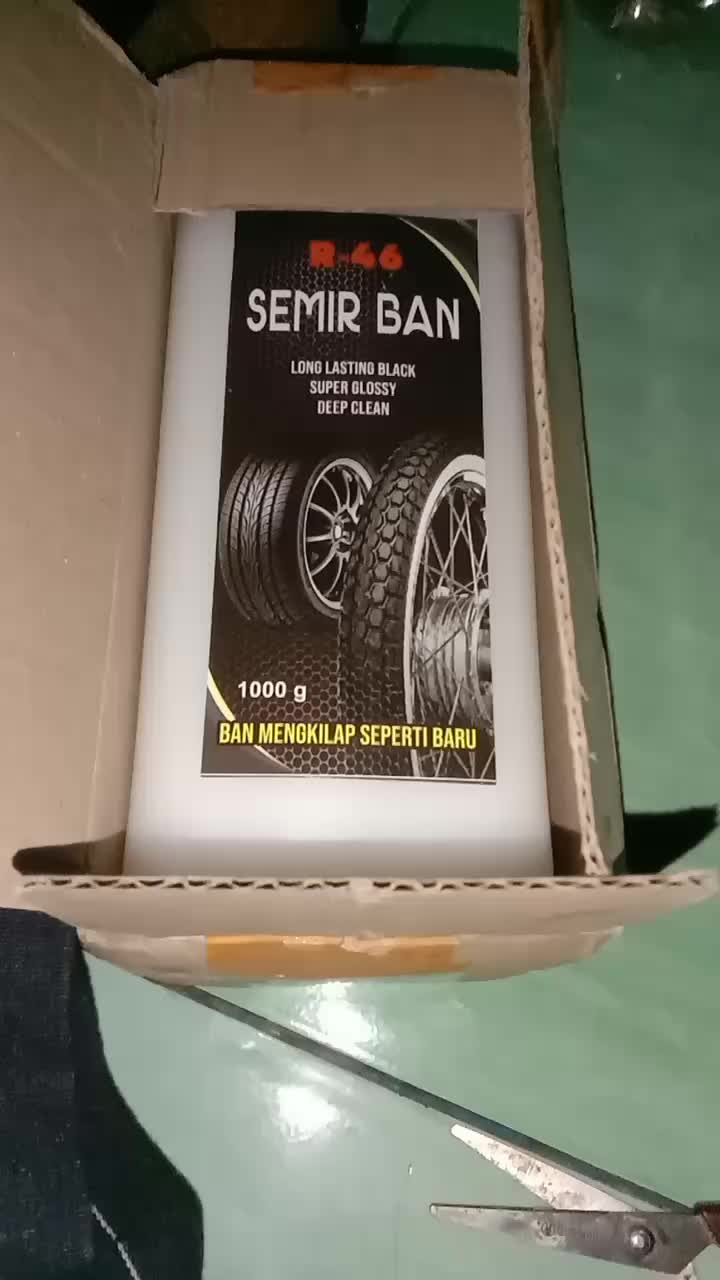 R-46
SEMIR BAN
LONG LASTING BLACK
SUPER GLOSSY
DEEP CLEAN
1000 g
BAN MENGKILAP SEPERTI BARU